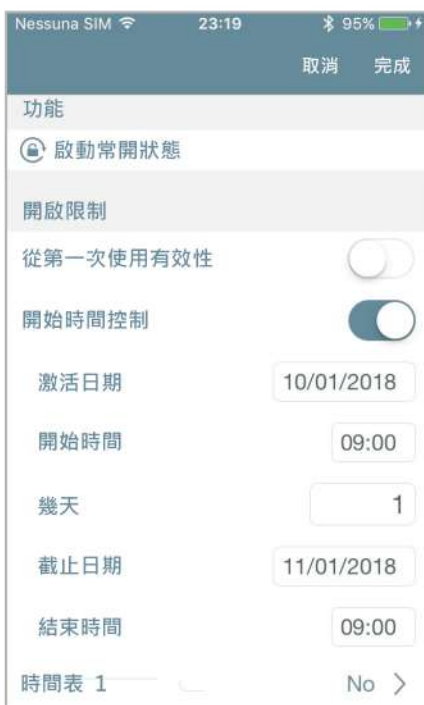 Nessuna SIM 23:19 95%
取消 完成
功能
啟動常開狀態
開啟限制
從第一次使用有效性
開始時間控制
激活日期 10/01/2018
開始時間 09:00
幾天 1
截止日期 11/01/2018
結束時間 09:00
時間表 1 No